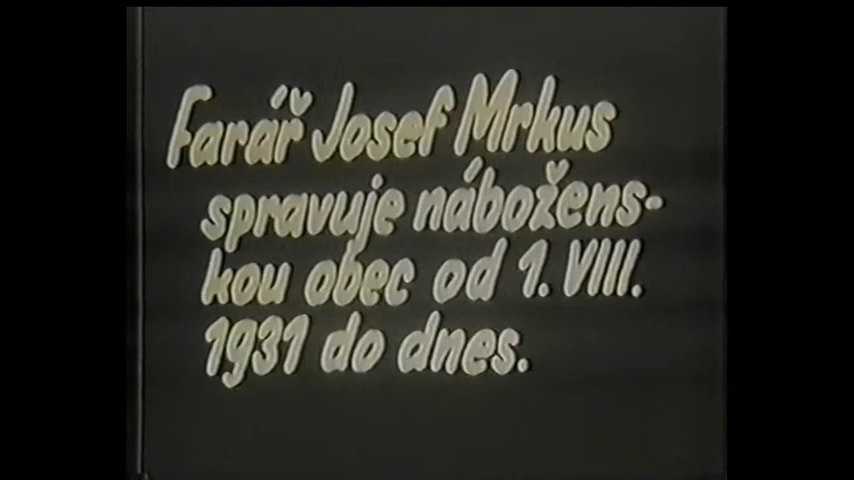 Farář Josef Mrkus
spravuje nábožens-
kou obec od 1. VIII.
1931 do dnes.